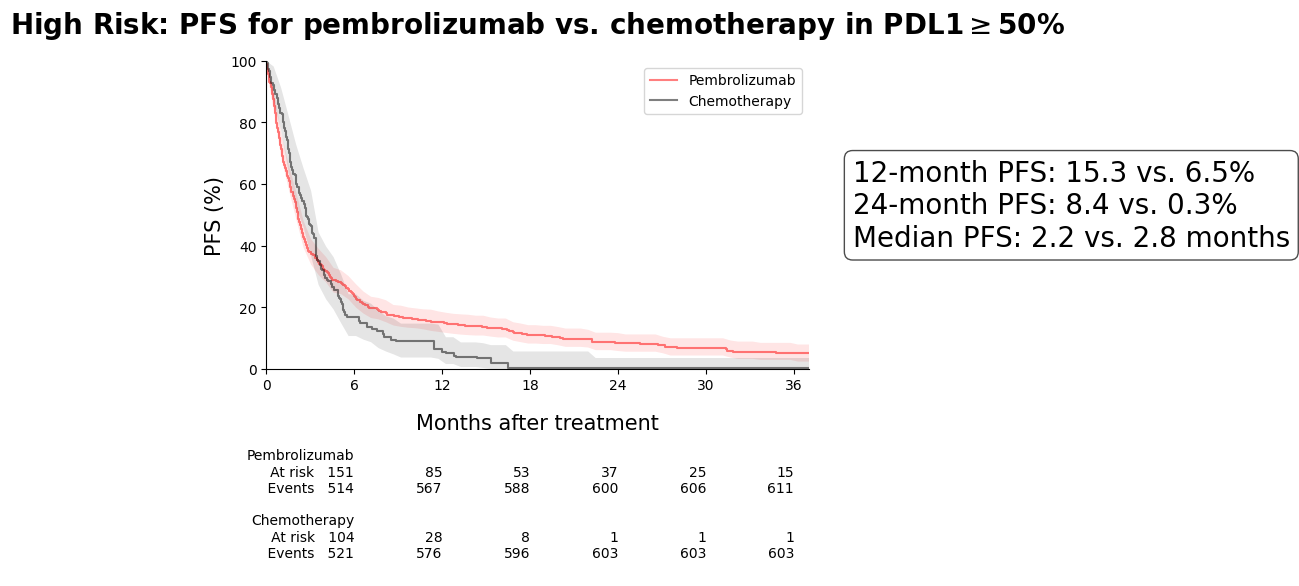 High Risk: PFS for pembrolizumab vs. chemotherapy in PDL1 ≥ 50%
100
80
60
40
20
0
PFS (%)
Pembrolizumab
Chemotherapy
12-month PFS: 15.3 vs. 6.5%
24-month PFS: 8.4 vs. 0.3%
Median PFS: 2.2 vs. 2.8 months
0 6 12 18 24 30 36
Months after treatment
Pembrolizumab
At risk 151 85 53 37 25 15
Events 514 567 588 600 606 611
Chemotherapy
At risk 104 28 8 1 1 1
Events 521 576 596 603 603 603